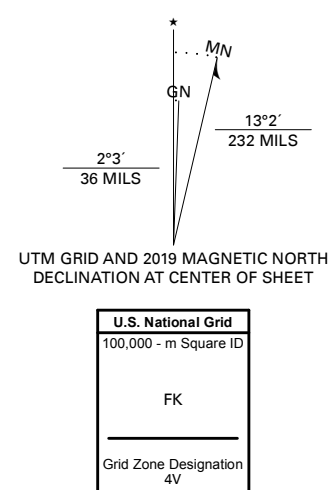 ★
MN
GN
13°2´
232 MILS
2°3´
36 MILS
UTM GRID AND 2019 MAGNETIC NORTH
DECLINATION AT CENTER OF SHEET
U.S. National Grid
100,000 - m Square ID
FK
Grid Zone Designation
4V